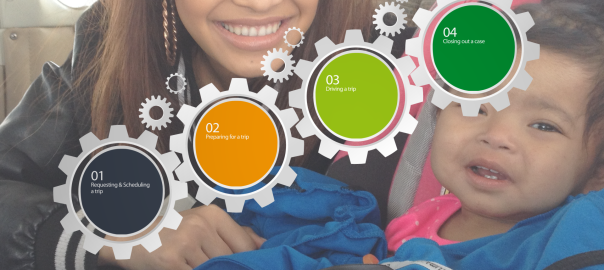 01
Requesting & Scheduling
a trip
02
Preparing for a trip
03
Driving a trip
04
Closing out a case